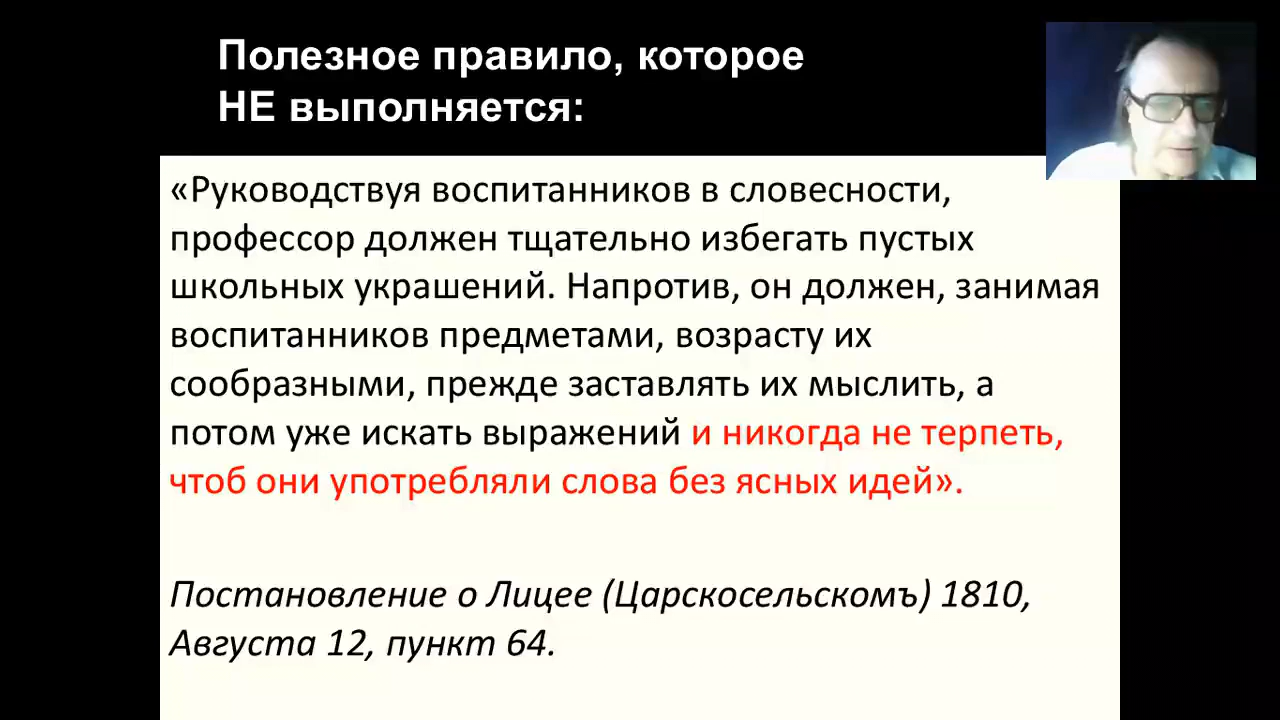 Полезное правило, которое
НЕ выполняется:
«Руководствуя воспитанников в словесности,
профессор должен тщательно избегать пустых
школьных украшений. Напротив, он должен, занимая
воспитанников предметами, возрасту их
сообразными, прежде заставлять их мыслить, а
потом уже искать выражений и никогда не терпеть,
чтоб они употребляли слова без ясных идей».
Постановление о Лицее (Царскосельскомъ) 1810,
Августа 12, пункт 64.